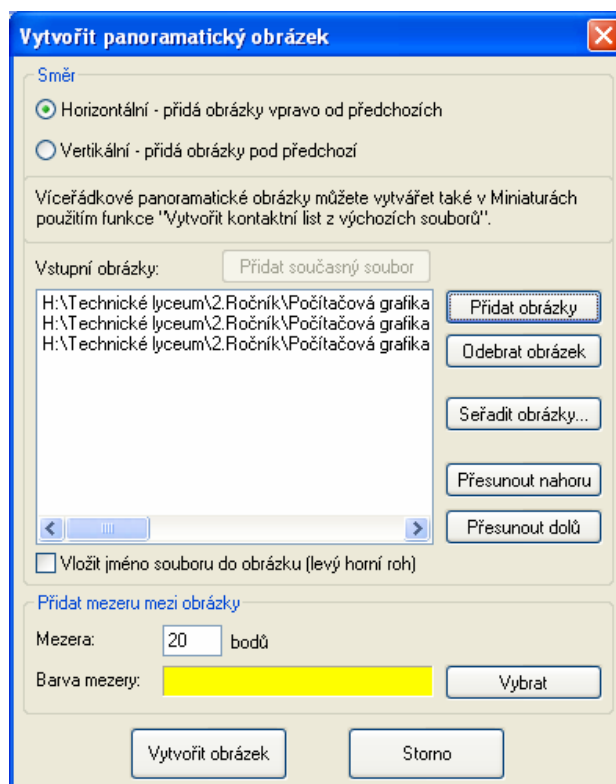 Vytvořit panoramatický obrázek
Směr
Horizontální - přidá obrázky vpravo od předchozích
Vertikální - přidá obrázky pod předchozí
Víceřádkové panoramatické obrázky můžete vytvářet také v Miniaturách
použitím funkce "Vytvořit kontaktní list z výchozích souborů".
Vstupní obrázky:
Přidat současný soubor
H:\Technické lyceum\2.Ročník\Počítačová grafika
H:\Technické lyceum\2.Ročník\Počítačová grafika
H:\Technické lyceum\2.Ročník\Počítačová grafika
Přidat obrázky
Odebrat obrázek
Seřadit obrázky...
Přesunout nahoru
Přesunout dolů
Vložit jméno souboru do obrázku (levý horní roh)
Přidat mezeru mezi obrázky
Mezera: 20 bodů
Barva mezery: Vybrat
Vytvořit obrázek Storno